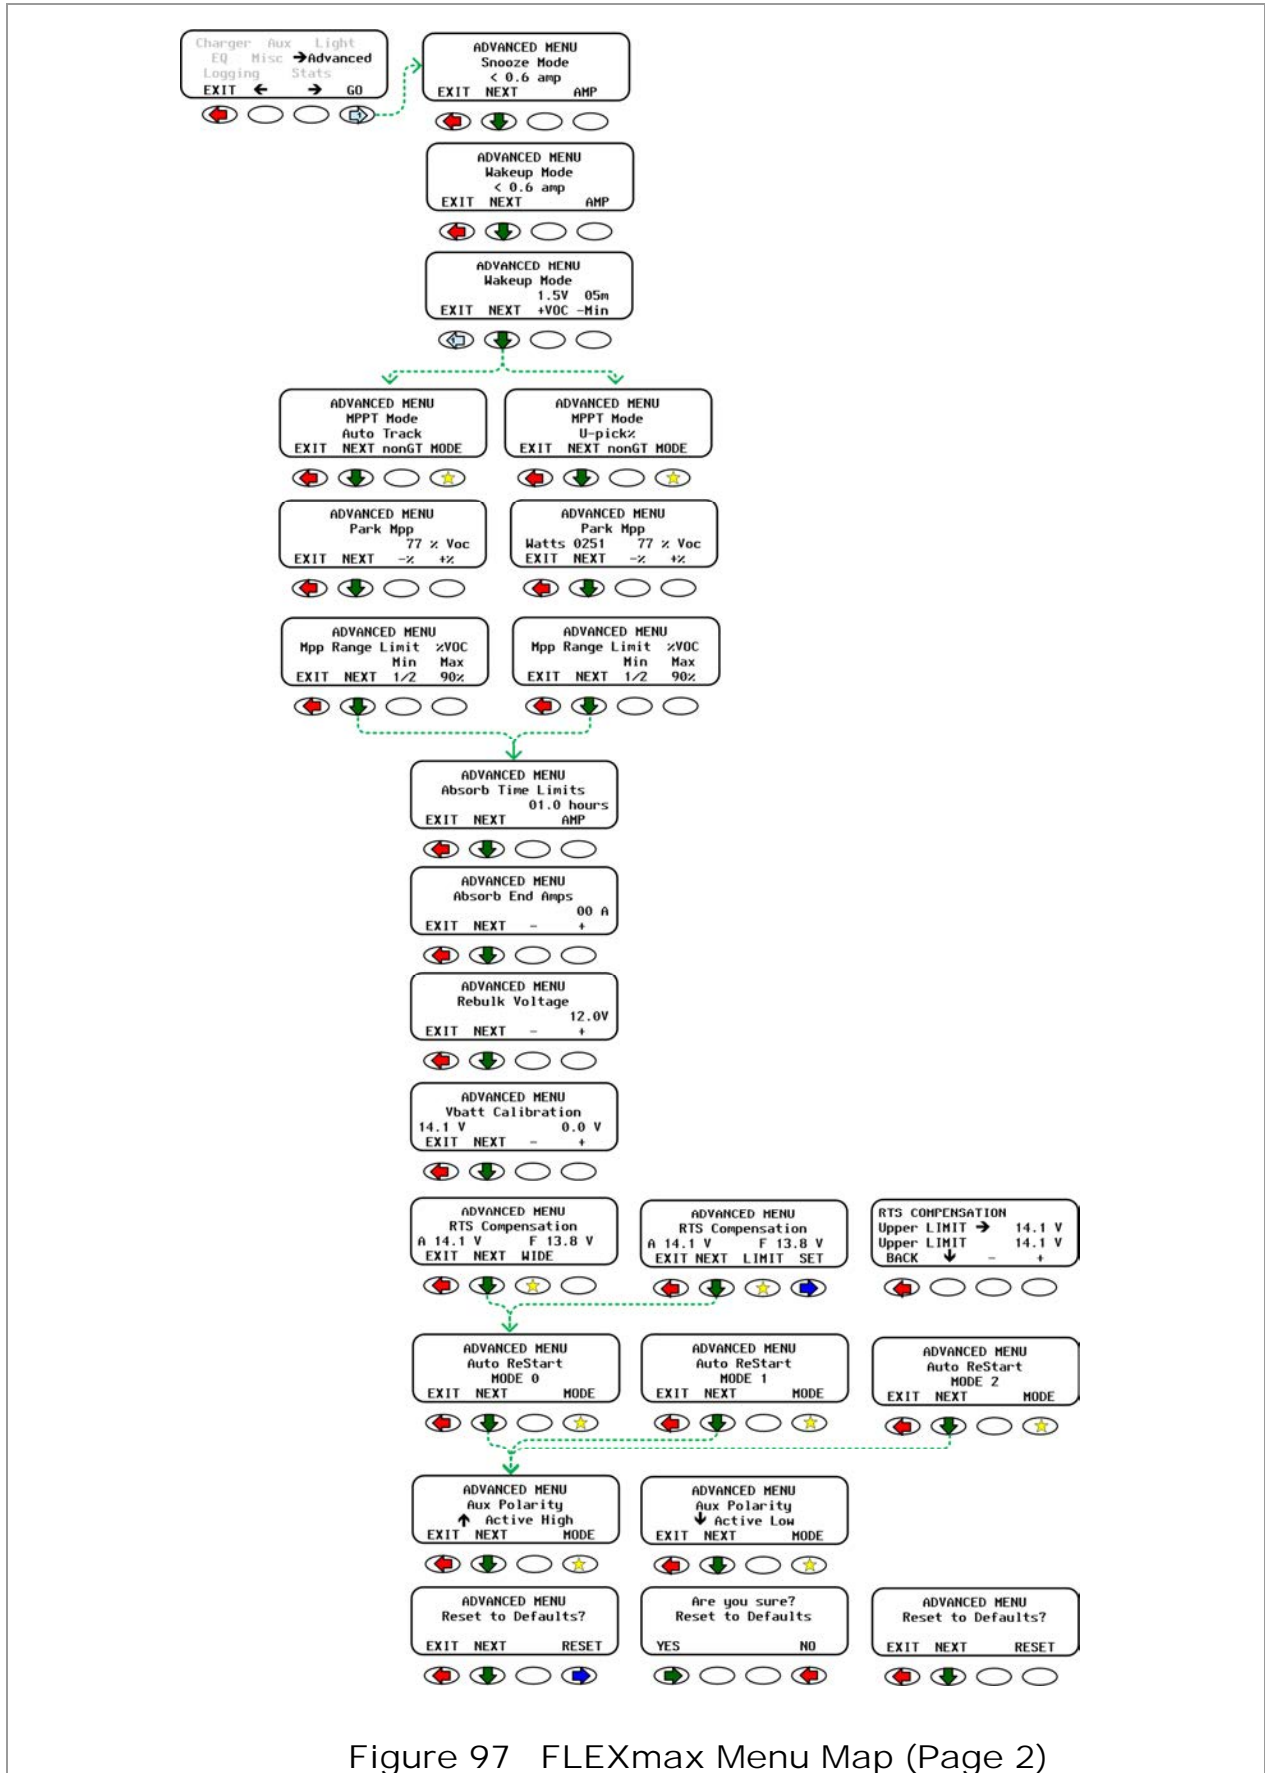 Charger Aux Light
EQ Misc ➔Advanced
Logging Stats
EXIT ← → GO
ADVANCED MENU
Snooze Mode
< 0.6 amp
EXIT NEXT AMP
ADVANCED MENU
Wakeup Mode
< 0.6 amp
EXIT NEXT AMP
ADVANCED MENU
Wakeup Mode
1.5V 05m
EXIT NEXT +VOC -Min
ADVANCED MENU
MPPT Mode
Auto Track
EXIT NEXT nonGT MODE
ADVANCED MENU
MPPT Mode
U-pick%
EXIT NEXT nonGT MODE
ADVANCED MENU
Park Mpp
77 % Voc
EXIT NEXT -% +%
ADVANCED MENU
Park Mpp
Watts 0251 77 % Voc
EXIT NEXT -% +%
ADVANCED MENU
Mpp Range Limit %VOC
Min Max
EXIT NEXT 1/2 90%
ADVANCED MENU
Mpp Range Limit %VOC
Min Max
EXIT NEXT 1/2 90%
ADVANCED MENU
Absorb Time Limits
01.0 hours
EXIT NEXT AMP
ADVANCED MENU
Absorb End Amps
00 A
EXIT NEXT - +
ADVANCED MENU
Rebulk Voltage
12.0V
EXIT NEXT - +
ADVANCED MENU
Vbatt Calibration
14.1 V 0.0 V
EXIT NEXT - +
ADVANCED MENU
RTS Compensation
A 14.1 V F 13.8 V
EXIT NEXT WIDE
ADVANCED MENU
RTS Compensation
A 14.1 V F 13.8 V
EXIT NEXT LIMIT SET
RTS COMPENSATION
Upper LIMIT ➔ 14.1 V
Upper LIMIT 14.1 V
BACK ↓ - +
ADVANCED MENU
Auto ReStart
MODE 0
EXIT NEXT MODE
ADVANCED MENU
Auto ReStart
MODE 1
EXIT NEXT MODE
ADVANCED MENU
Auto ReStart
MODE 2
EXIT NEXT MODE
ADVANCED MENU
Aux Polarity
↑ Active High
EXIT NEXT MODE
ADVANCED MENU
Aux Polarity
↓ Active Low
EXIT NEXT MODE
ADVANCED MENU
Reset to Defaults?
EXIT NEXT RESET
Are you sure?
Reset to Defaults
YES NO
ADVANCED MENU
Reset to Defaults?
EXIT NEXT RESET
Figure 97 FLEXmax Menu Map (Page 2)